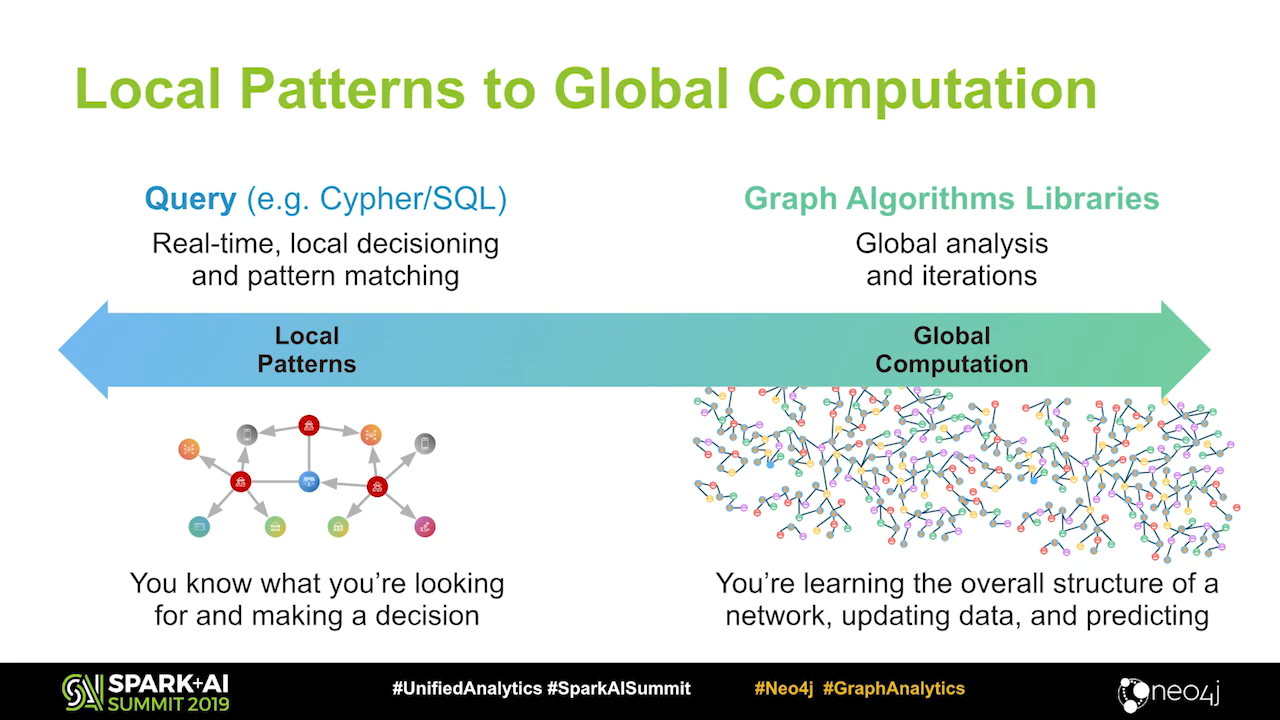 Local Patterns to Global Computation
Query (e.g. Cypher/SQL)
Real-time, local decisioning
and pattern matching
Graph Algorithms Libraries
Global analysis
and iterations
Local
Patterns
Global
Computation
You know what you’re looking
for and making a decision
You’re learning the overall structure of a
network, updating data, and predicting
SPARK+AI
SUMMIT 2019
#UnifiedAnalytics #SparkAISummit
#Neo4j #GraphAnalytics
neo4j